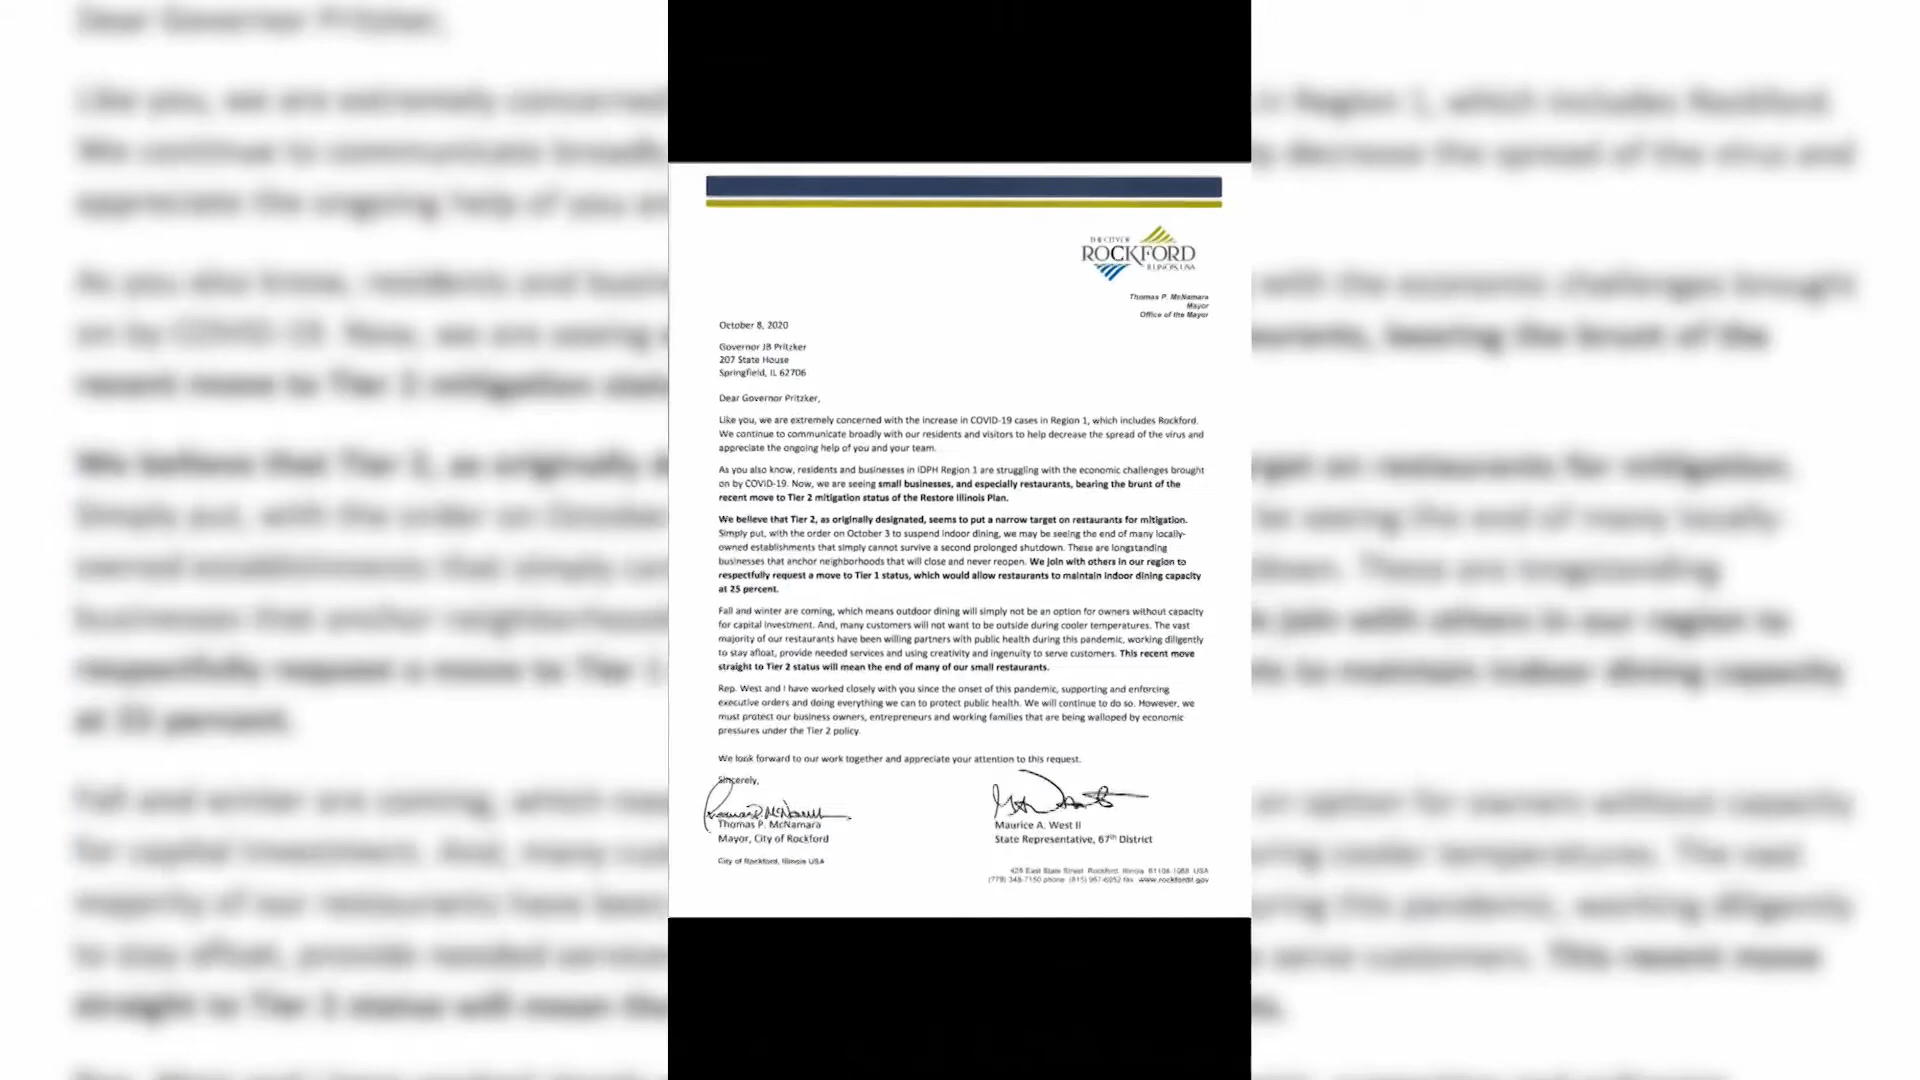 THE CITY OF
ROCKFORD
ILLINOIS, USA
Thomas P. McNamara
Mayor
Office of the Mayor
October 8, 2020
Governor JB Pritzker
207 State House
Springfield, IL 62706
Dear Governor Pritzker,
Like you, we are extremely concerned with the increase in COVID-19 cases in Region 1, which includes Rockford.
We continue to communicate broadly with our residents and visitors to help decrease the spread of the virus and
appreciate the ongoing help of you and your team.
As you also know, residents and businesses in IDPH Region 1 are struggling with the economic challenges brought
on by COVID-19. Now, we are seeing small businesses, and especially restaurants, bearing the brunt of the
recent move to Tier 2 mitigation status of the Restore Illinois Plan.
We believe that Tier 2, as originally designated, seems to put a narrow target on restaurants for mitigation.
Simply put, with the order on October 3 to suspend indoor dining, we may be seeing the end of many locally-
owned establishments that simply cannot survive a second prolonged shutdown. These are longstanding
businesses that anchor neighborhoods that will close and never reopen. We join with others in our region to
respectfully request a move to Tier 1 status, which would allow restaurants to maintain indoor dining capacity
at 25 percent.
Fall and winter are coming, which means outdoor dining will simply not be an option for owners without capacity
for capital investment. And, many customers will not want to be outside during cooler temperatures. The vast
majority of our restaurants have been willing partners with public health during this pandemic, working diligently
to stay afloat, provide needed services and using creativity and ingenuity to serve customers. This recent move
straight to Tier 2 status will mean the end of many of our small restaurants.
Rep. West and I have worked closely with you since the onset of this pandemic, supporting and enforcing
executive orders and doing everything we can to protect public health. We will continue to do so. However, we
must protect our business owners, entrepreneurs and working families that are being walloped by economic
pressures under the Tier 2 policy.
We look forward to our work together and appreciate your attention to this request.
Sincerely,
Thomas P. McNamara
Mayor, City of Rockford
Maurice A. West II
State Representative, 67th District
City of Rockford, Illinois USA
425 East State Street Rockford, Illinois 61104-1068 USA
(779) 348-7150 phone (815) 967-6952 fax www.rockfordil.gov